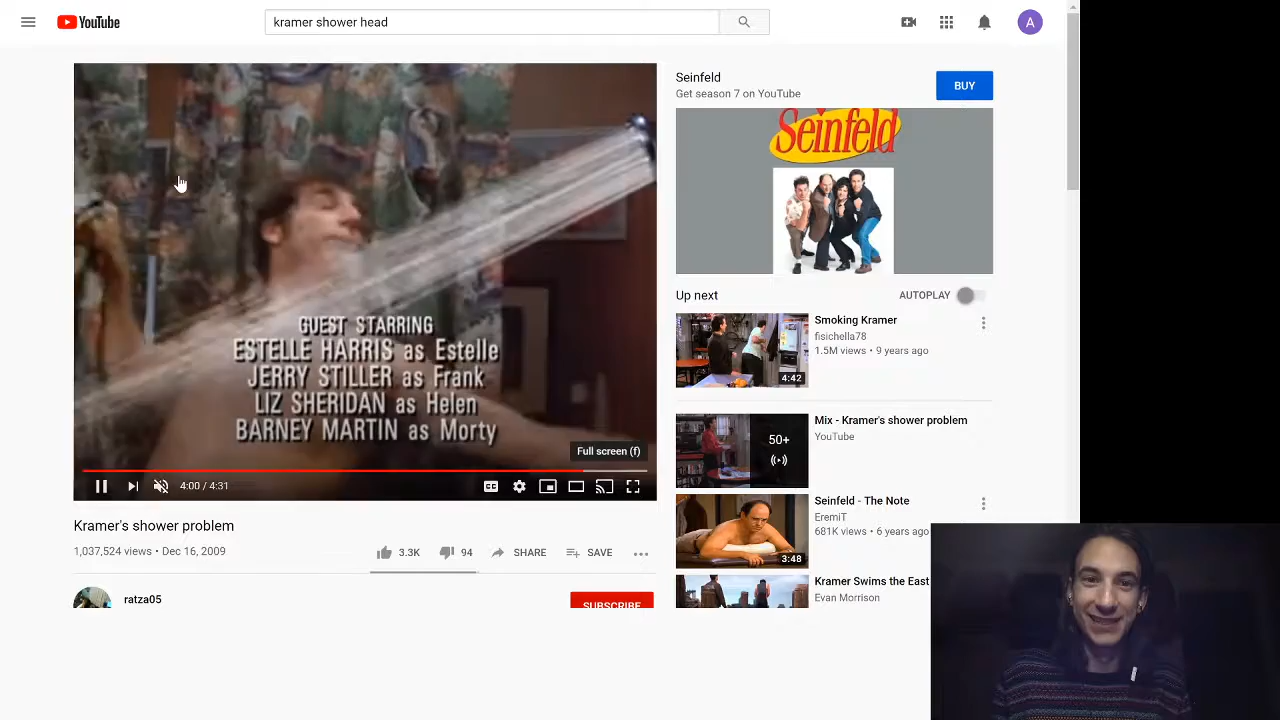 YouTube
kramer shower head
A
GUEST STARRING
ESTELLE HARRIS as Estelle
JERRY STILLER as Frank
LIZ SHERIDAN as Helen
BARNEY MARTIN as Morty
Full screen (f)
4:00 / 4:31
CC
Kramer's shower problem
1,037,524 views • Dec 16, 2009
3.3K
94
SHARE
SAVE
ratza05
SUBSCRIBE
Seinfeld
Get season 7 on YouTube
BUY
Seinfeld
Up next
AUTOPLAY
Smoking Kramer
fisichella78
1.5M views • 9 years ago
4:42
Mix - Kramer's shower problem
YouTube
50+
Seinfeld - The Note
EremiT
681K views • 6 years ago
3:48
Kramer Swims the East
Evan Morrison